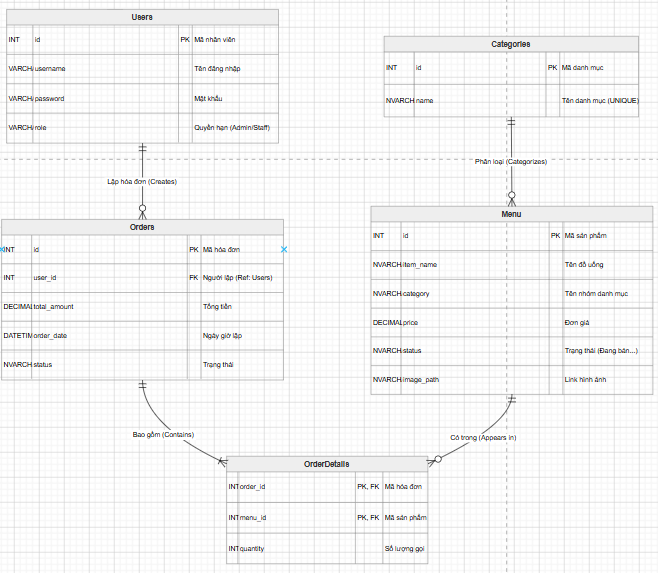 Users
INT id PK Mã nhân viên
VARCHA username Tên đăng nhập
VARCHA password Mật khẩu
VARCHA role Quyền hạn (Admin/Staff)
Categories
INT id PK Mã danh mục
NVARCH name Tên danh mục (UNIQUE)
Lập hóa đơn (Creates)
Phân loại (Categorizes)
Orders
INT id PK Mã hóa đơn
INT user_id FK Người lập (Ref: Users)
DECIMAL total_amount Tổng tiền
DATETIM order_date Ngày giờ lập
NVARCH status Trạng thái
Menu
INT id PK Mã sản phẩm
NVARCH item_name Tên đồ uống
NVARCH category Tên nhóm danh mục
DECIMAL price Đơn giá
NVARCH status Trạng thái (Đang bán...)
NVARCH image_path Link hình ảnh
Bao gồm (Contains)
Có trong (Appears in)
OrderDetails
INT order_id PK, FK Mã hóa đơn
INT menu_id PK, FK Mã sản phẩm
INT quantity Số lượng gọi